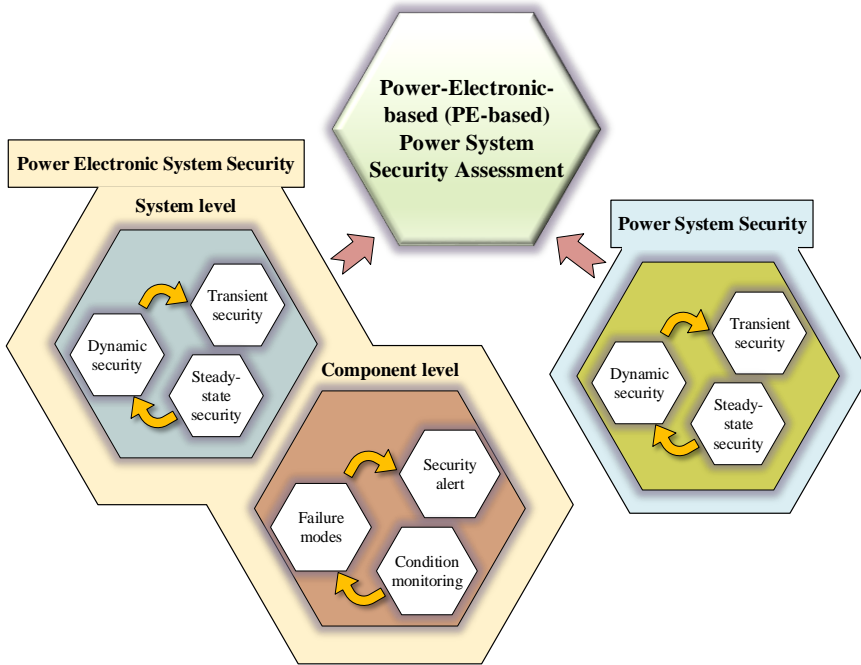 Power-Electronic-
based (PE-based)
Power System
Security Assessment
Power Electronic System Security
System level
Transient
security
Dynamic
security
Steady-
state
security
Component level
Security
alert
Failure
modes
Condition
monitoring
Power System Security
Transient
security
Dynamic
security
Steady-
state
security